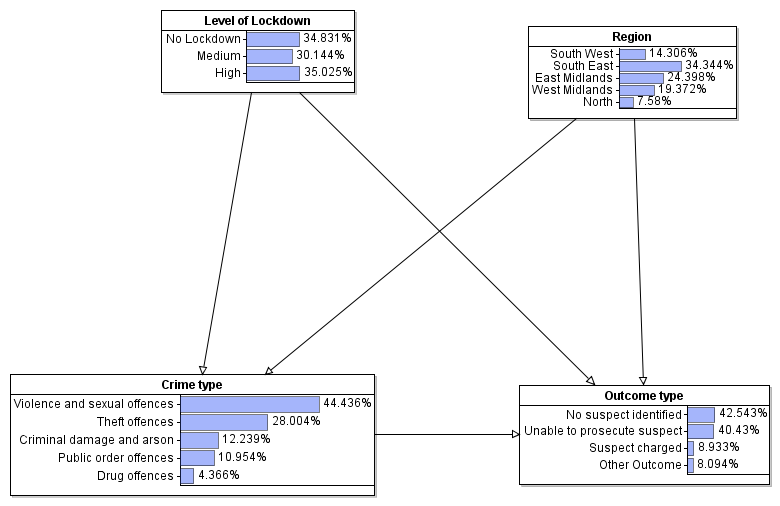 Level of Lockdown
No Lockdown 34.831%
Medium 30.144%
High 35.025%
Region
South West 14.306%
South East 34.344%
East Midlands 24.398%
West Midlands 19.372%
North 7.58%
Crime type
Violence and sexual offences 44.436%
Theft offences 28.004%
Criminal damage and arson 12.239%
Public order offences 10.954%
Drug offences 4.366%
Outcome type
No suspect identified 42.543%
Unable to prosecute suspect 40.43%
Suspect charged 8.933%
Other Outcome 8.094%